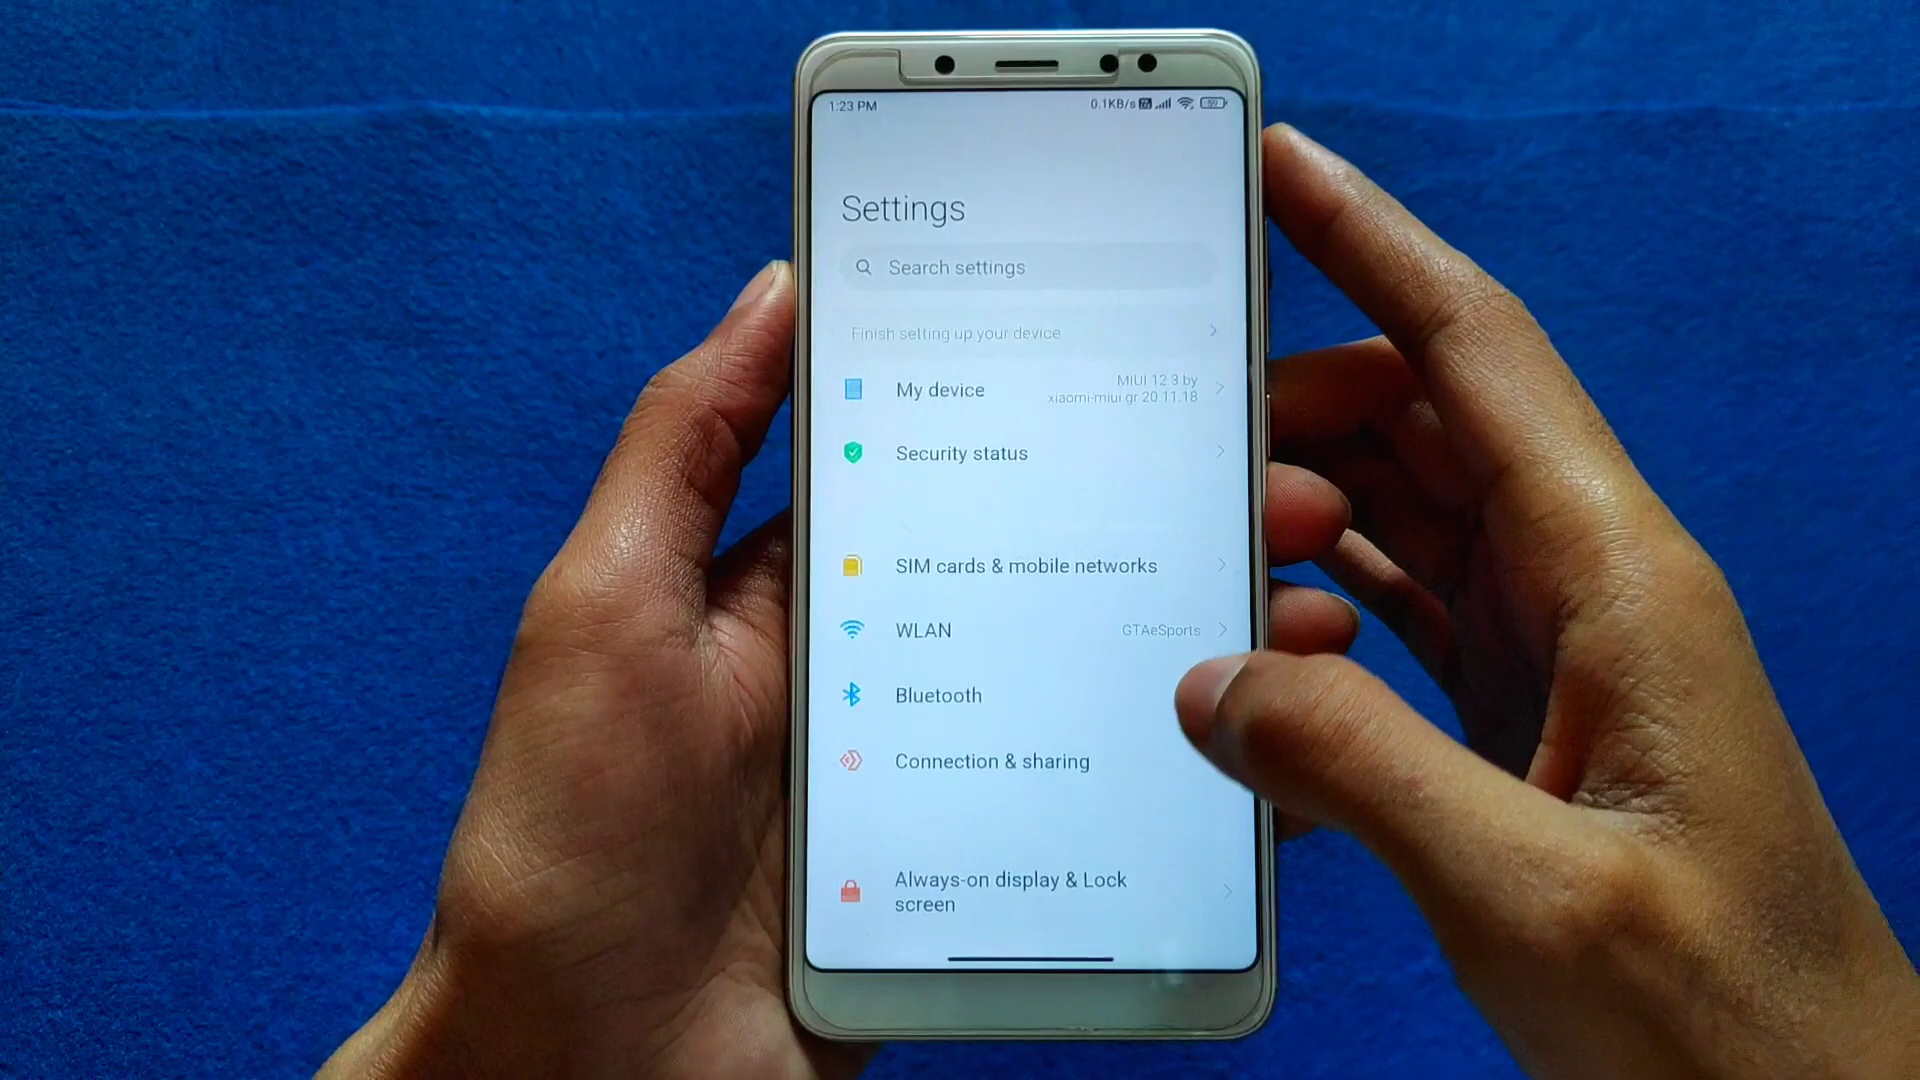 1:23 PM
0.1KB/s
59
Settings
Search settings
Finish setting up your device
My device
MIUI 12.3 by
xiaomi-miui.gr 20.11.18
Security status
SIM cards & mobile networks
WLAN
GTAeSports
Bluetooth
Connection & sharing
Always-on display & Lock
screen